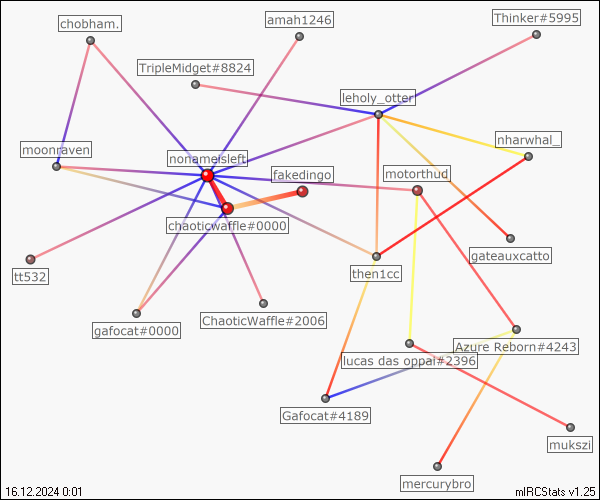 Thinker#5995
amah1246
chobham.
TripleMidget#8824
leholy_otter
nharwhal_
moonraven
nonameisleft
fakedingo
motorthud
chaoticwaffle#0000
gateauxcatto
tt532
then1cc
ChaoticWaffle#2006
gafocat#0000
Azure Reborn#4243
lucas das oppai#2396
Gafocat#4189
mukszi
mercurybro
16.12.2024 0:01
mIRCStats v1.25